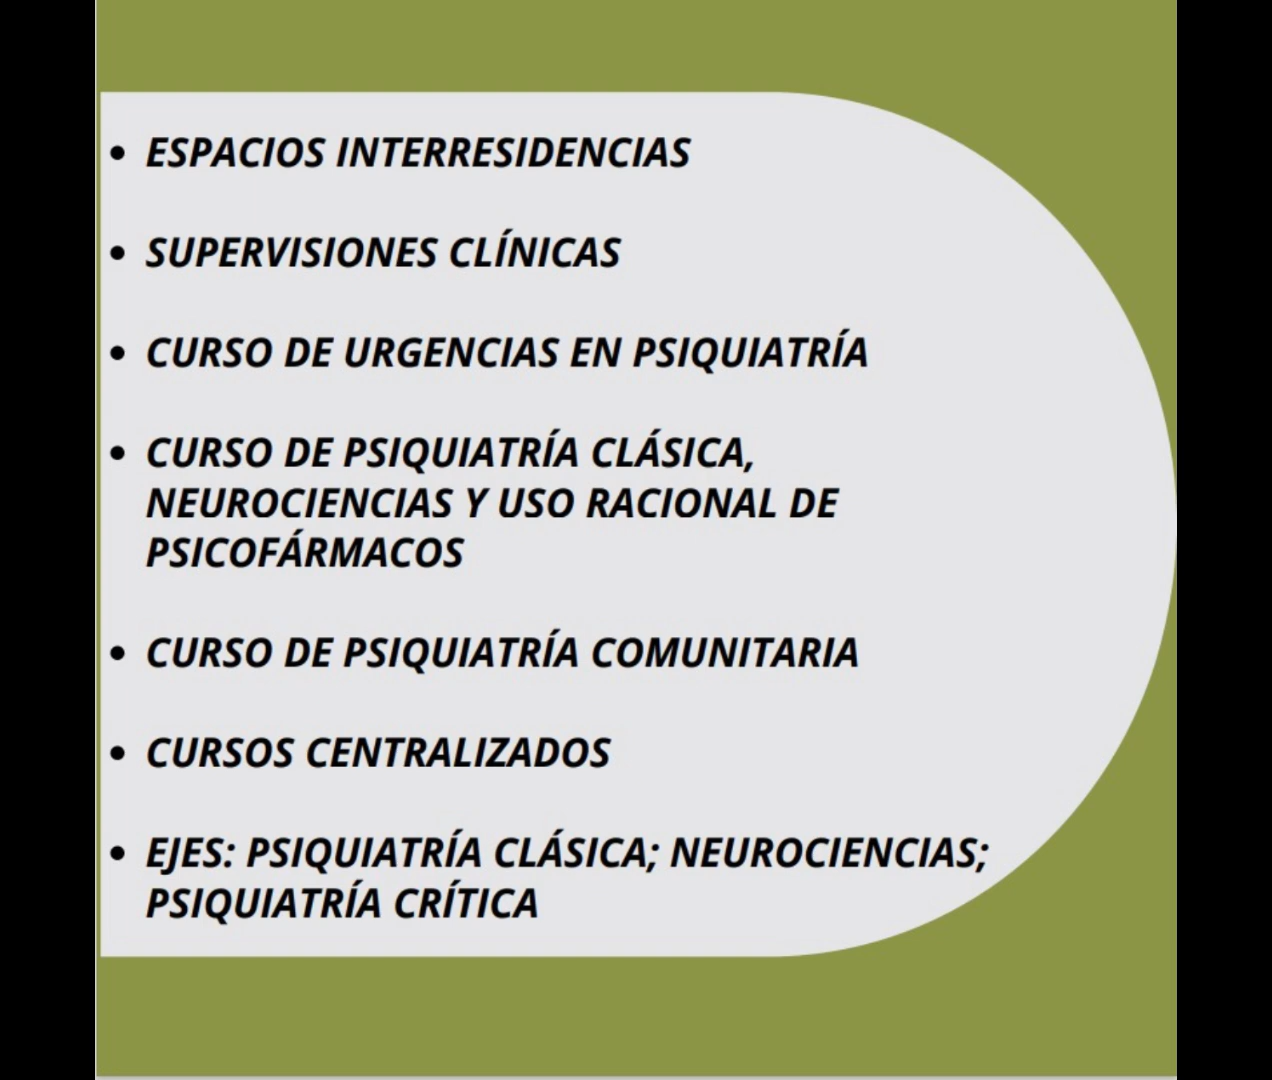 • ESPACIOS INTERRESIDENCIAS
• SUPERVISIONES CLÍNICAS
• CURSO DE URGENCIAS EN PSIQUIATRÍA
• CURSO DE PSIQUIATRÍA CLÁSICA,
NEUROCIENCIAS Y USO RACIONAL DE
PSICOFÁRMACOS
• CURSO DE PSIQUIATRÍA COMUNITARIA
• CURSOS CENTRALIZADOS
• EJES: PSIQUIATRÍA CLÁSICA; NEUROCIENCIAS;
PSIQUIATRÍA CRÍTICA